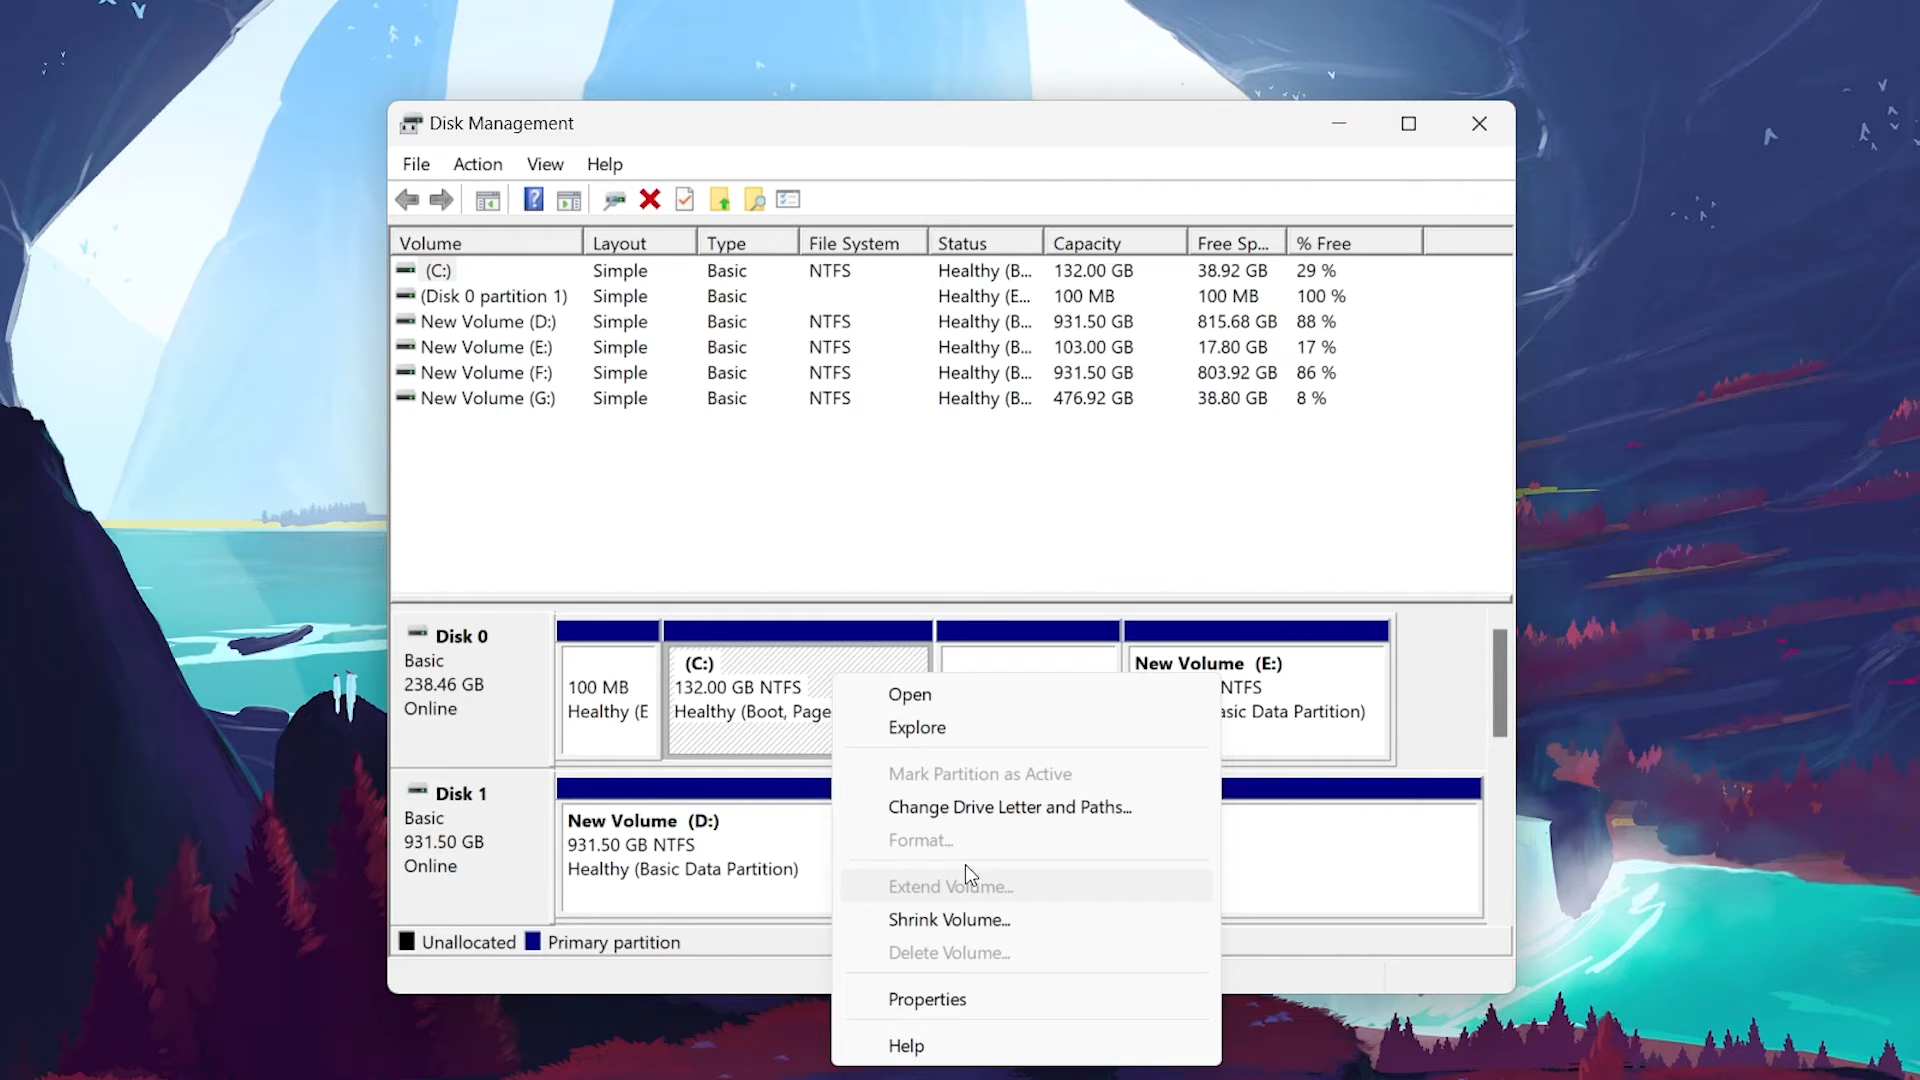 Disk Management
File Action View Help
Volume Layout Type File System Status Capacity Free Sp... % Free
(C:) Simple Basic NTFS Healthy (B... 132.00 GB 38.92 GB 29 %
(Disk 0 partition 1) Simple Basic Healthy (E... 100 MB 100 MB 100 %
New Volume (D:) Simple Basic NTFS Healthy (B... 931.50 GB 815.68 GB 88 %
New Volume (E:) Simple Basic NTFS Healthy (B... 103.00 GB 17.80 GB 17 %
New Volume (F:) Simple Basic NTFS Healthy (B... 931.50 GB 803.92 GB 86 %
New Volume (G:) Simple Basic NTFS Healthy (B... 476.92 GB 38.80 GB 8 %
Disk 0
Basic
238.46 GB
Online
100 MB
Healthy (E
(C:)
132.00 GB NTFS
Healthy (Boot, Page
New Volume (E:)
NTFS
asic Data Partition)
Open
Explore
Mark Partition as Active
Change Drive Letter and Paths...
Format...
Extend Volume...
Shrink Volume...
Delete Volume...
Properties
Help
Disk 1
Basic
931.50 GB
Online
New Volume (D:)
931.50 GB NTFS
Healthy (Basic Data Partition)
Unallocated Primary partition